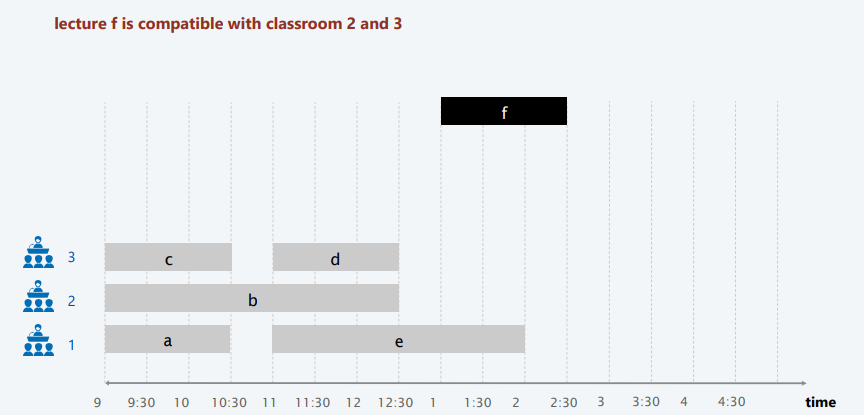 lecture f is compatible with classroom 2 and 3
f
3 c d
2 b
1 a e
9 9:30 10 10:30 11 11:30 12 12:30 1 1:30 2 2:30 3 3:30 4 4:30 time